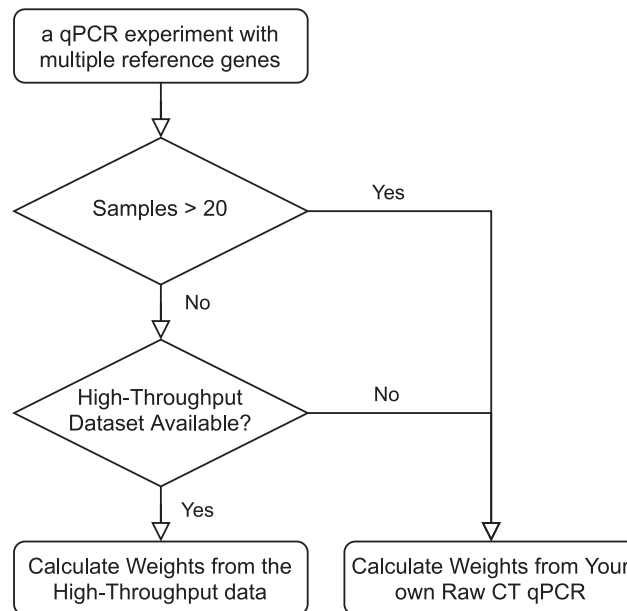 a qPCR experiment with
multiple reference genes
Samples > 20
Yes
No
High-Throughput
Dataset Available?
No
Yes
Calculate Weights from the
High-Throughput data
Calculate Weights from Your
own Raw CT qPCR